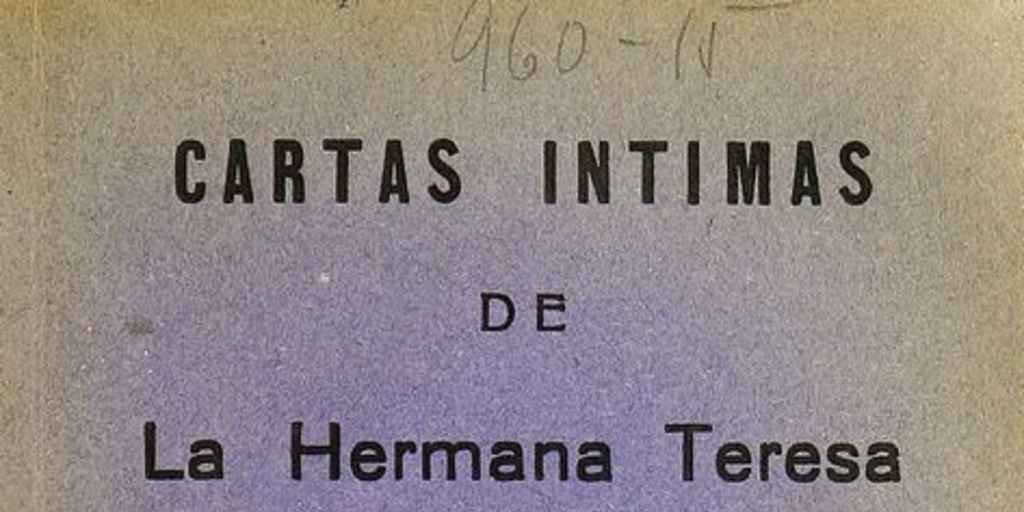 960-11
CARTAS INTIMAS
DE
La Hermana Teresa